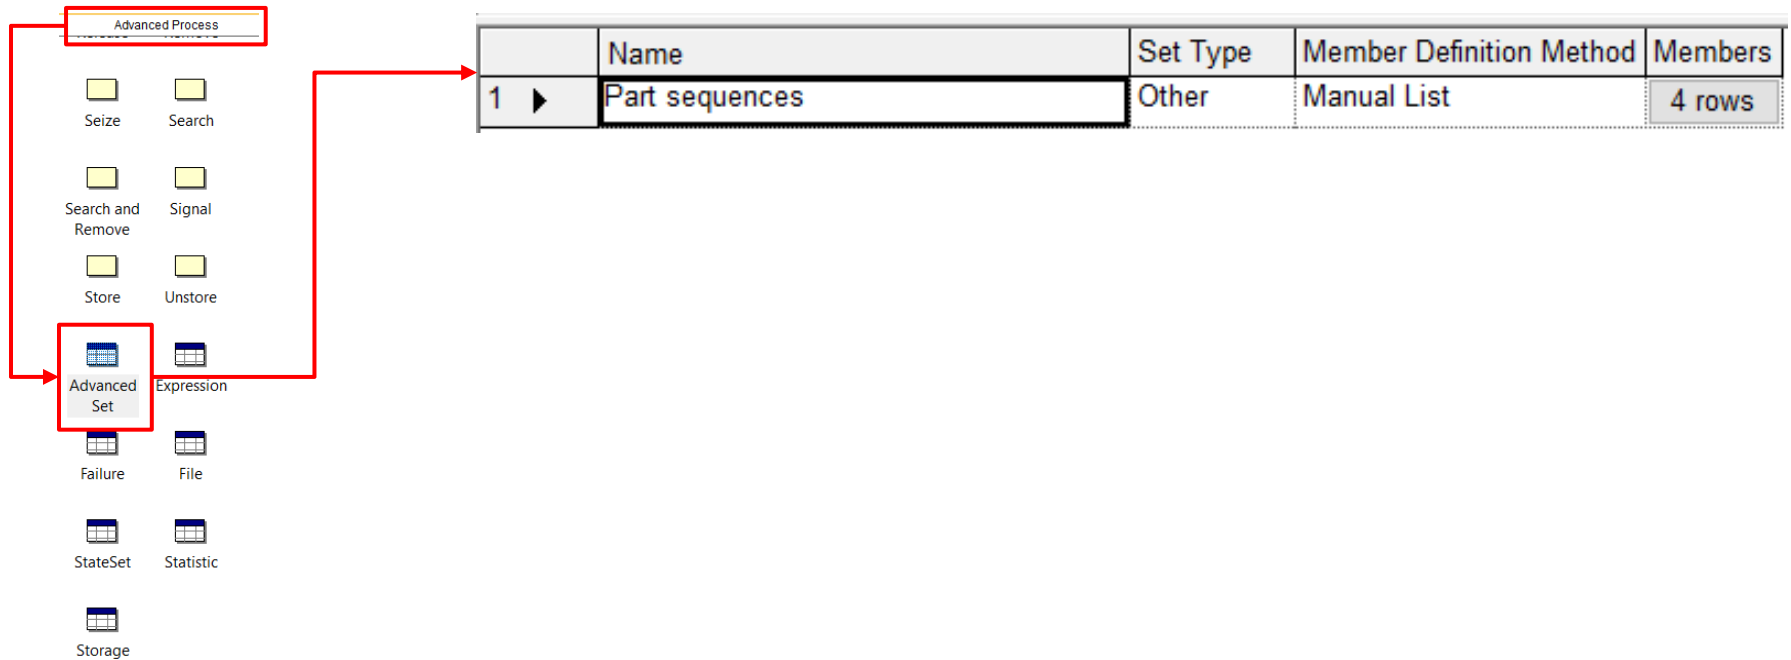 Advanced Process
Seize
Search
Search and
Remove
Signal
Store
Unstore
Advanced
Set
Expression
Failure
File
StateSet
Statistic
Storage
Name Set Type Member Definition Method Members
1 Part sequences Other Manual List 4 rows